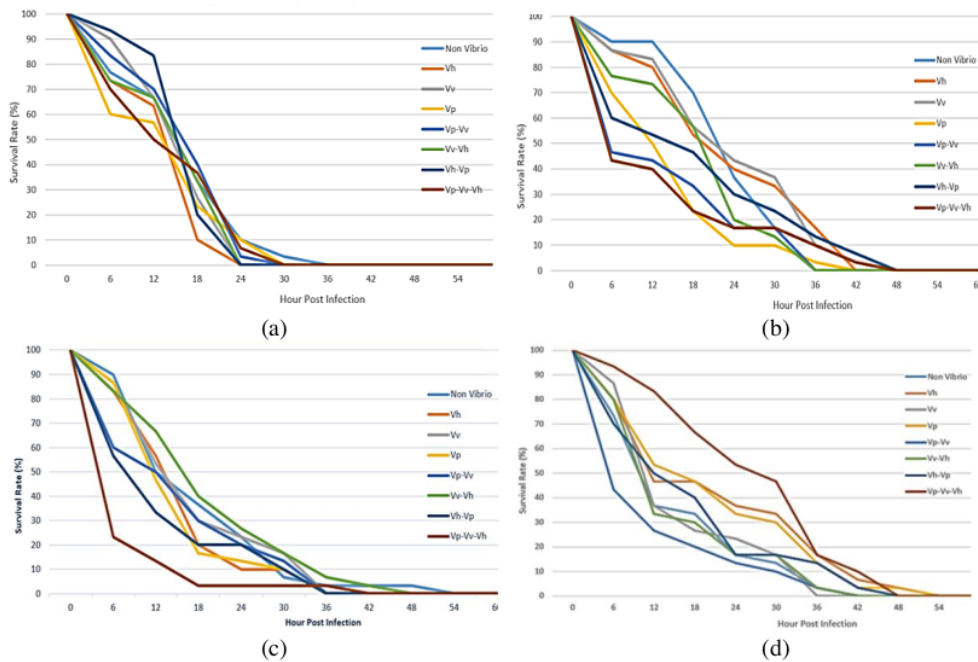 100
90
80
70
60
50
40
30
20
10
0
Survival Rate (%)
0 6 12 18 24 30 36 42 48 54
Hour Post Infection
Non Vibrio
Vh
Vv
Vp
Vp-Vv
Vv-Vh
Vh-Vp
Vp-Vv-Vh
(a)
100
90
80
70
60
50
40
30
20
10
0
Survival Rate (%)
0 6 12 18 24 30 36 42 48 54
Hour Post Infection
Non Vibrio
Vh
Vv
Vp
Vp-Vv
Vv-Vh
Vh-Vp
Vp-Vv-Vh
(b)
100
90
80
70
60
50
40
30
20
10
0
Survival Rate (%)
0 6 12 18 24 30 36 42 48 54 60
Hour Post Infection
Non Vibrio
Vh
Vv
Vp
Vp-Vv
Vv-Vh
Vh-Vp
Vp-Vv-Vh
(c)
100
90
80
70
60
50
40
30
20
10
0
Survival Rate (%)
0 6 12 18 24 30 36 42 48 54
Hour Post Infection
Non Vibrio
Vh
Vv
Vp
Vp-Vv
Vv-Vh
Vh-Vp
Vp-Vv-Vh
(d)